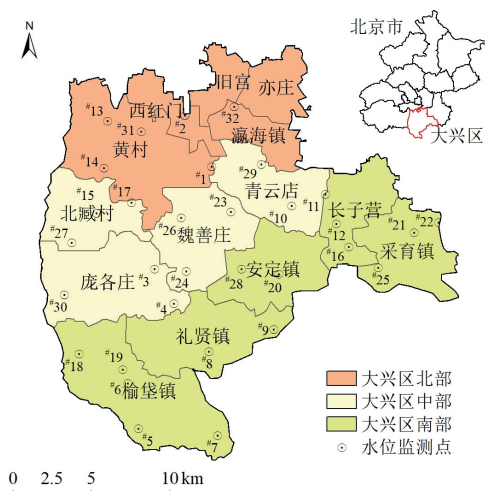 N
北京市
大兴区
旧宫
亦庄
#13
西红门
#2
#32
#31
黄村
瀛海镇
#14
#1
#29
#15
#17
青云店
北臧村
#23
#10
#11
长子营
#26
魏善庄
#12
#21
#22
采育镇
#27
#16
庞各庄
#3
#24
安定镇
#28
#20
#25
#30
#4
礼贤镇
#9
#8
#18
#19
#6
榆垡镇
#5
#7
大兴区北部
大兴区中部
大兴区南部
水位监测点
0 2.5 5 10 km